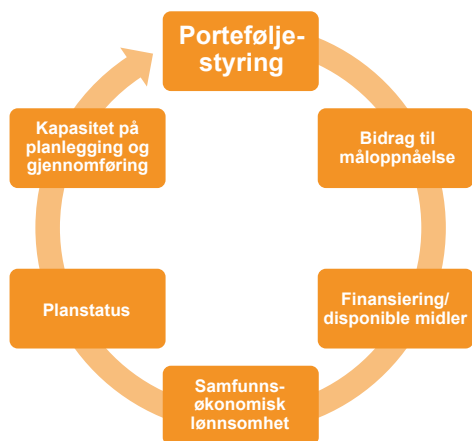 Portefølje-
styring
Bidrag til
måloppnåelse
Finansiering/
disponible midler
Samfunns-
økonomisk
lønnsomhet
Planstatus
Kapasitet på
planlegging og
gjennomføring